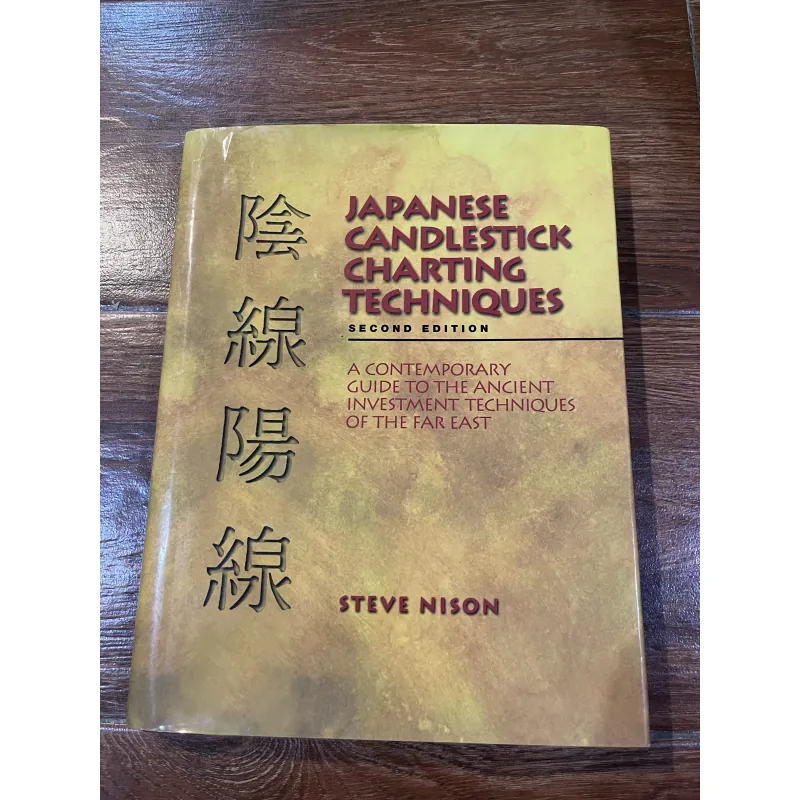 陰線陽線
JAPANESE
CANDLESTICK
CHARTING
TECHNIQUES
SECOND EDITION
A CONTEMPORARY
GUIDE TO THE ANCIENT
INVESTMENT TECHNIQUES
OF THE FAR EAST
STEVE NISON